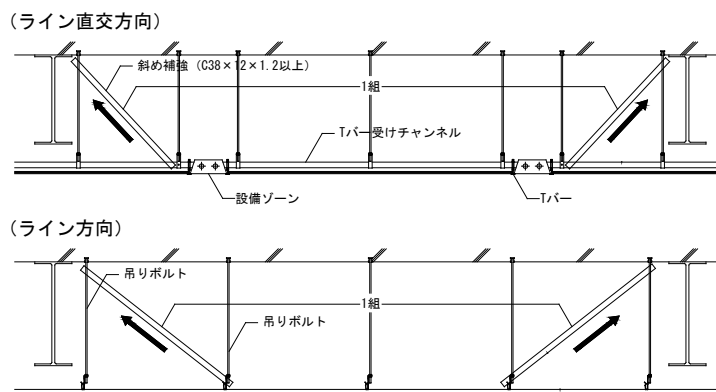 （ライン直交方向）
斜め補強（C38×12×1.2以上）
1組
Tバー受けチャンネル
設備ゾーン
Tバー
（ライン方向）
吊りボルト
1組
吊りボルト